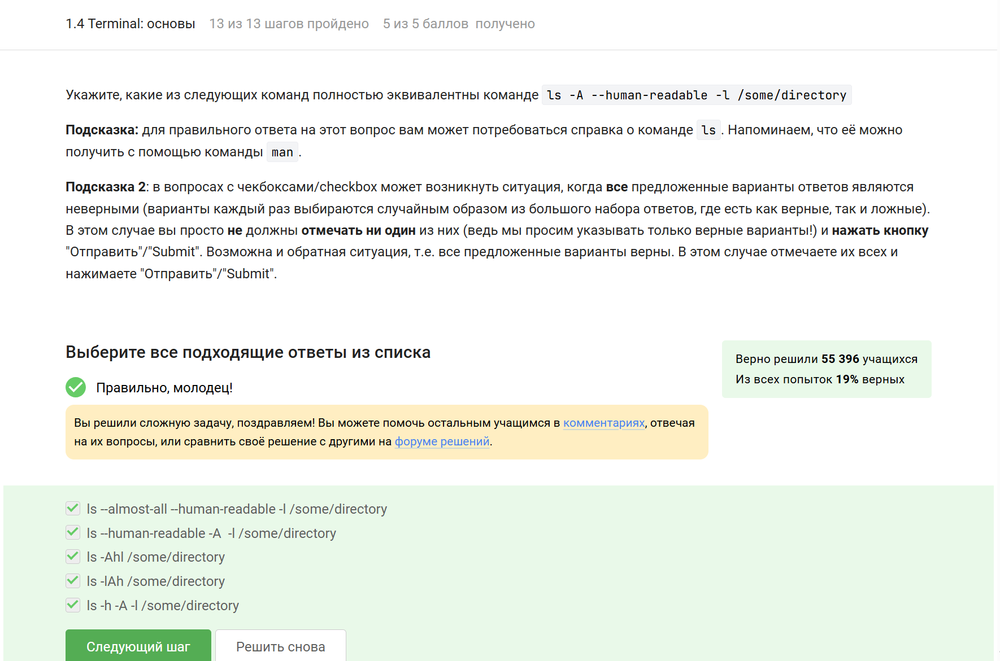 1.4 Terminal: основы 13 из 13 шагов пройдено 5 из 5 баллов получено
Укажите, какие из следующих команд полностью эквивалентны команде ls -A --human-readable -l /some/directory
Подсказка: для правильного ответа на этот вопрос вам может потребоваться справка о команде ls. Напоминаем, что её можно
получить с помощью команды man.
Подсказка 2: в вопросах с чекбоксами/checkbox может возникнуть ситуация, когда все предложенные варианты ответов являются
неверными (варианты каждый раз выбираются случайным образом из большого набора ответов, где есть как верные, так и ложные).
В этом случае вы просто не должны отмечать ни один из них (ведь мы просим указывать только верные варианты!) и нажать кнопку
"Отправить"/"Submit". Возможна и обратная ситуация, т.е. все предложенные варианты верны. В этом случае отмечаете их всех и
нажимаете "Отправить"/"Submit".
Выберите все подходящие ответы из списка
Верно решили 55 396 учащихся
Из всех попыток 19% верных
Правильно, молодец!
Вы решили сложную задачу, поздравляем! Вы можете помочь остальным учащимся в комментариях, отвечая
на их вопросы, или сравнить своё решение с другими на форуме решений.
ls --almost-all --human-readable -l /some/directory
ls --human-readable -A  -l /some/directory
ls -Ahl /some/directory
ls -lAh /some/directory
ls -h -A -l /some/directory
Следующий шаг
Решить снова